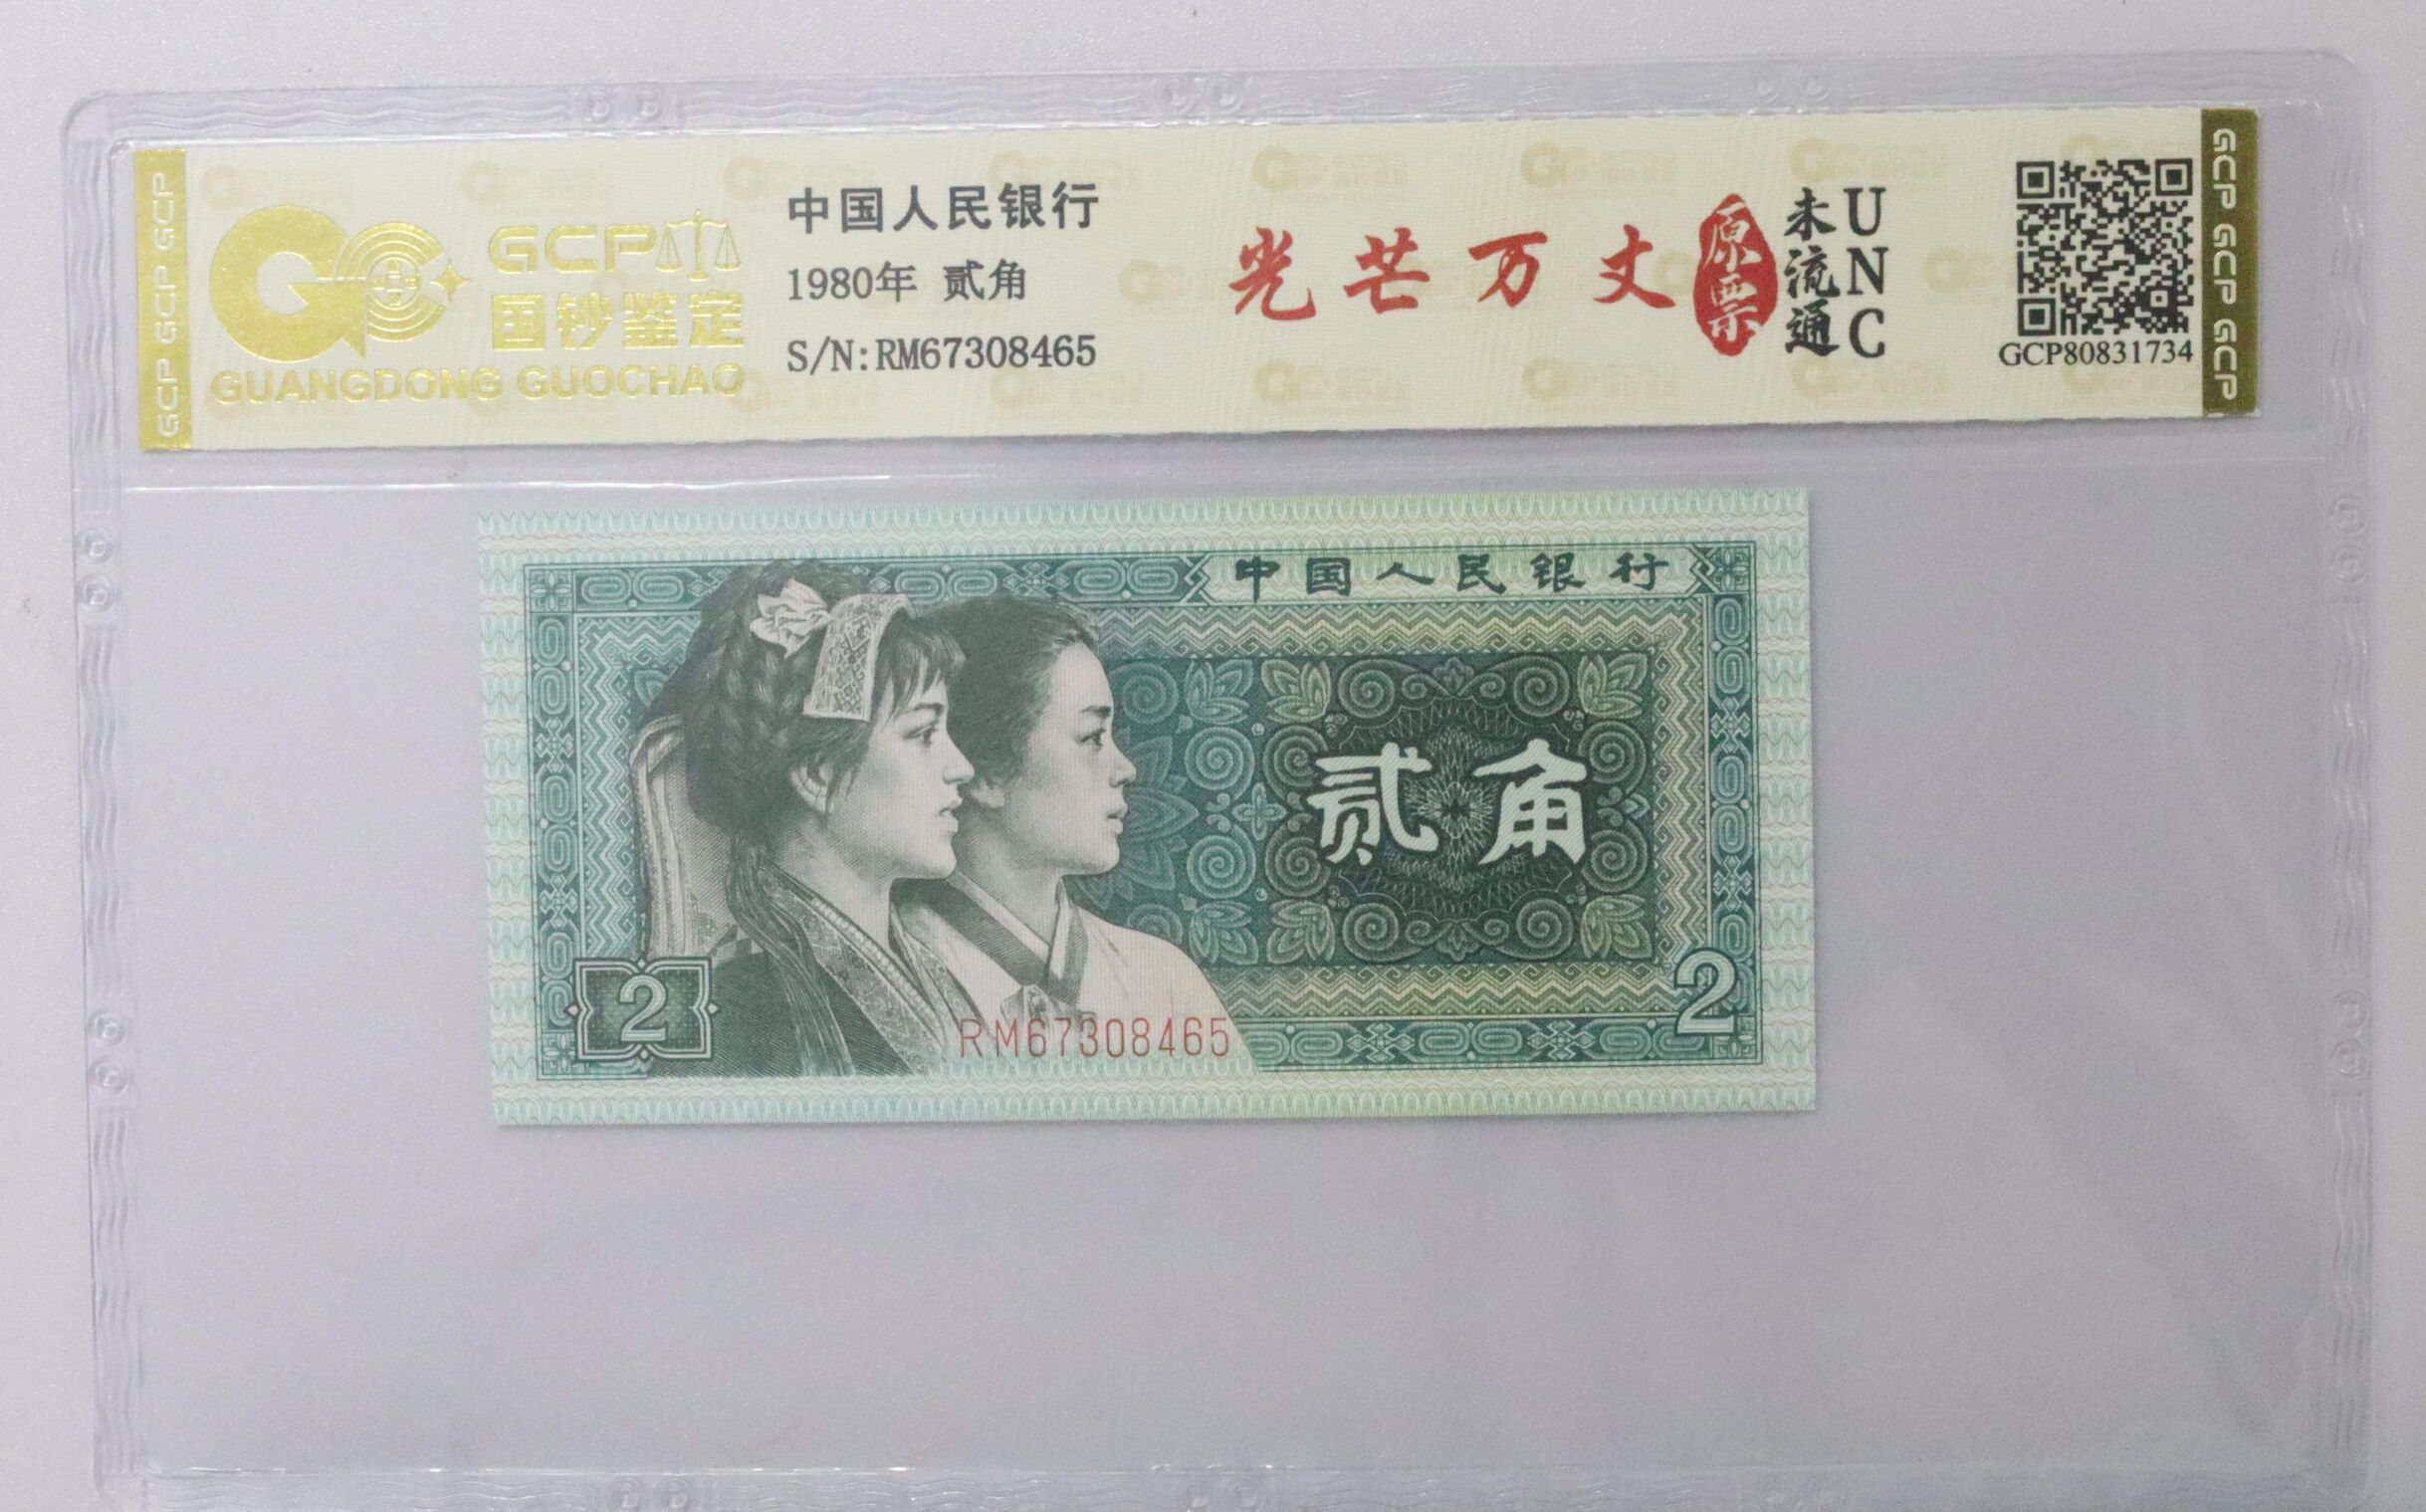 GCP GCP GCP
GCP
国钞鉴定
GUANGDONG GUOCHAO
中国人民银行
1980年 贰角
S/N:RM67308465
光芒万丈
原票
未流通
UNC
GCP80831734
GCP GCP GCP
中国人民银行
贰角
2
2
RM67308465